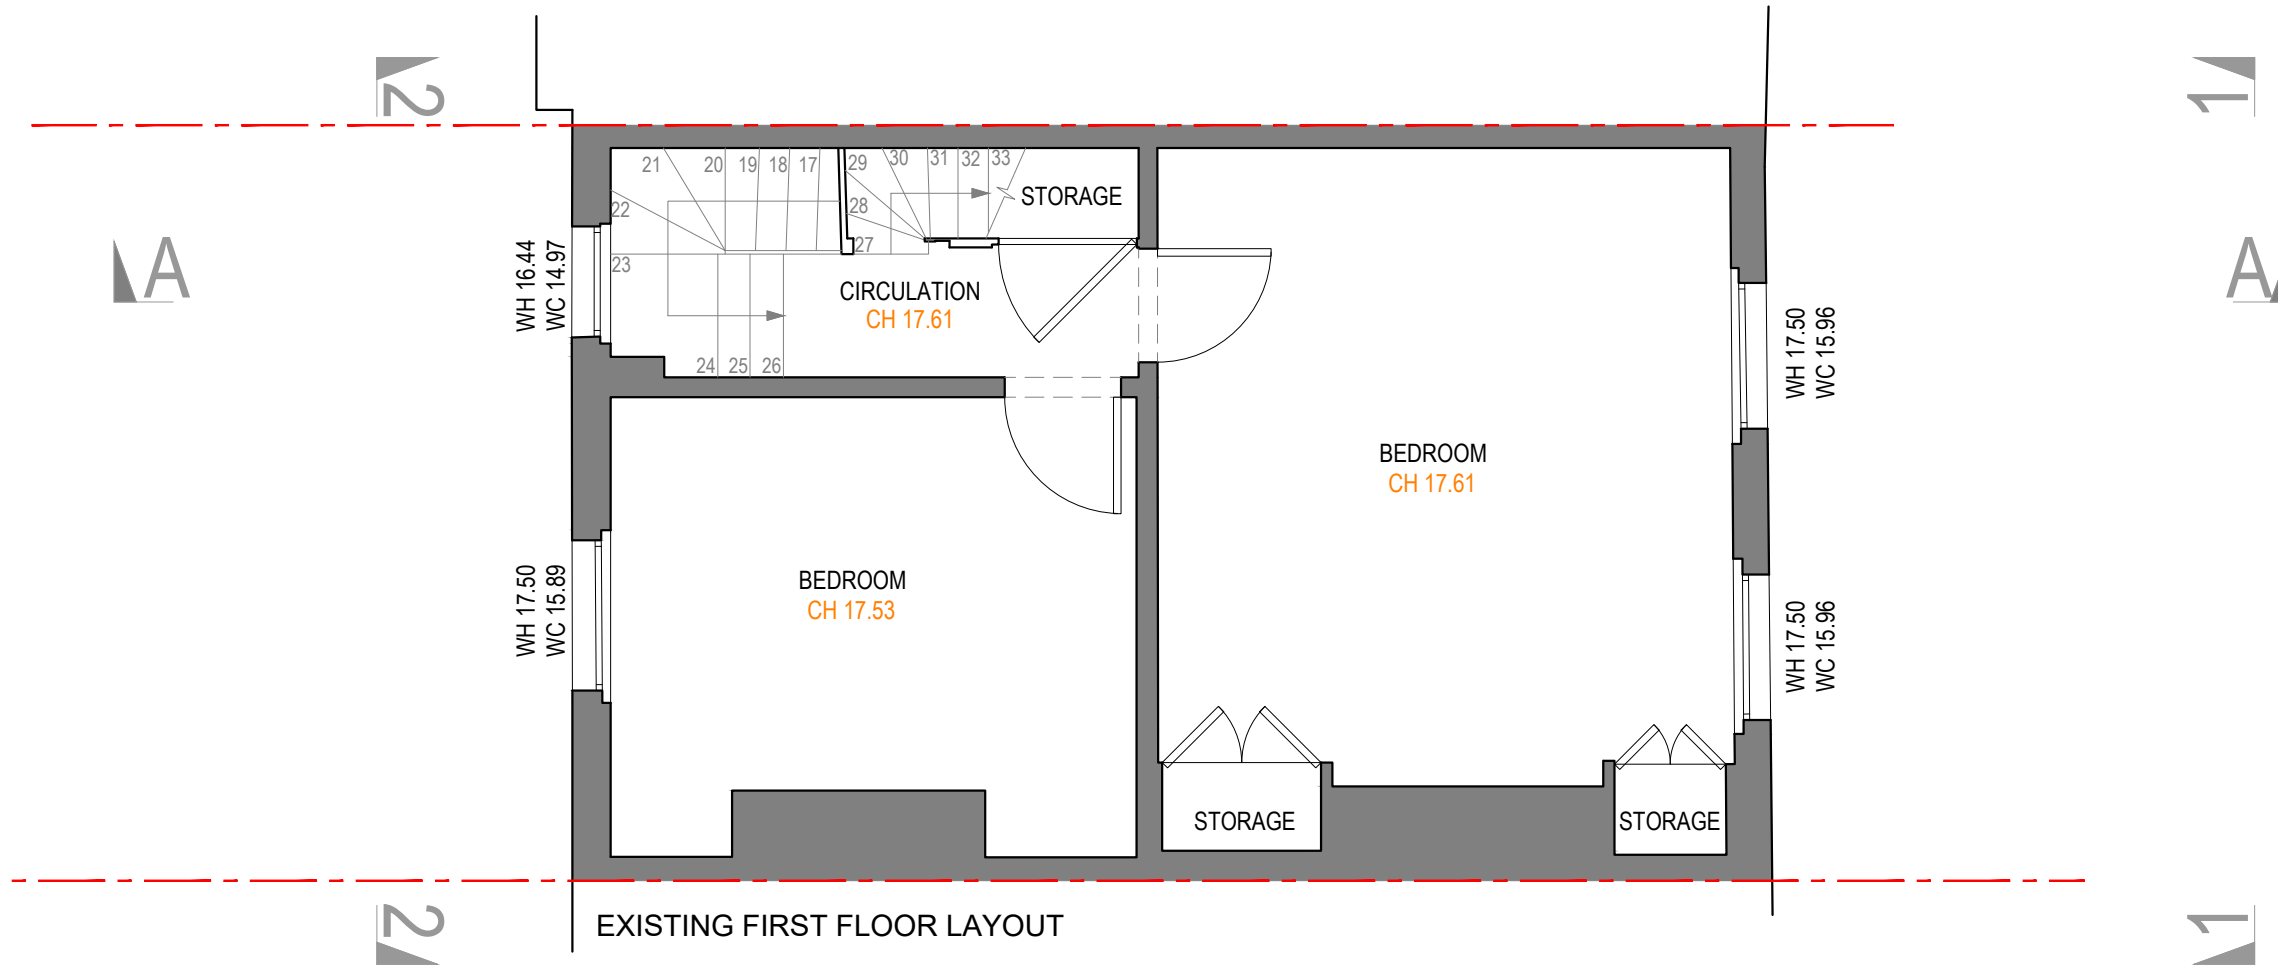 2
1
21
20
19
18
17
29
30
31
32
33
STORAGE
22
28
27
23
A
A
WH 16.44
WC 14.97
CIRCULATION
CH 17.61
24
25
26
WH 17.50
WC 15.96
BEDROOM
CH 17.61
WH 17.50
WC 15.89
BEDROOM
CH 17.53
WH 17.50
WC 15.96
STORAGE
STORAGE
2
1
EXISTING FIRST FLOOR LAYOUT